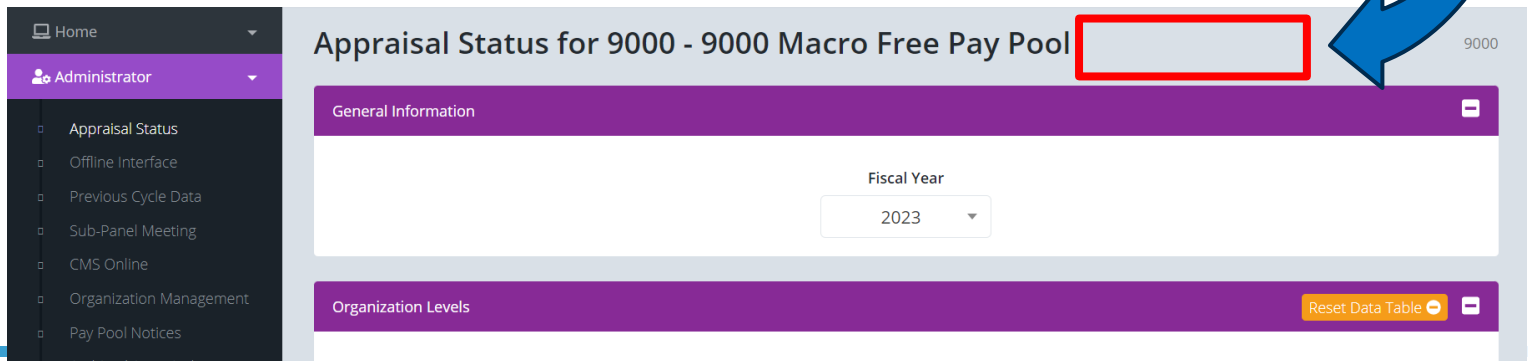 Home
Administrator
Appraisal Status
Offline Interface
Previous Cycle Data
Sub-Panel Meeting
CMS Online
Organization Management
Pay Pool Notices
Appraisal Status for 9000 - 9000 Macro Free Pay Pool
9000
General Information
Fiscal Year
2023
Organization Levels
Reset Data Table